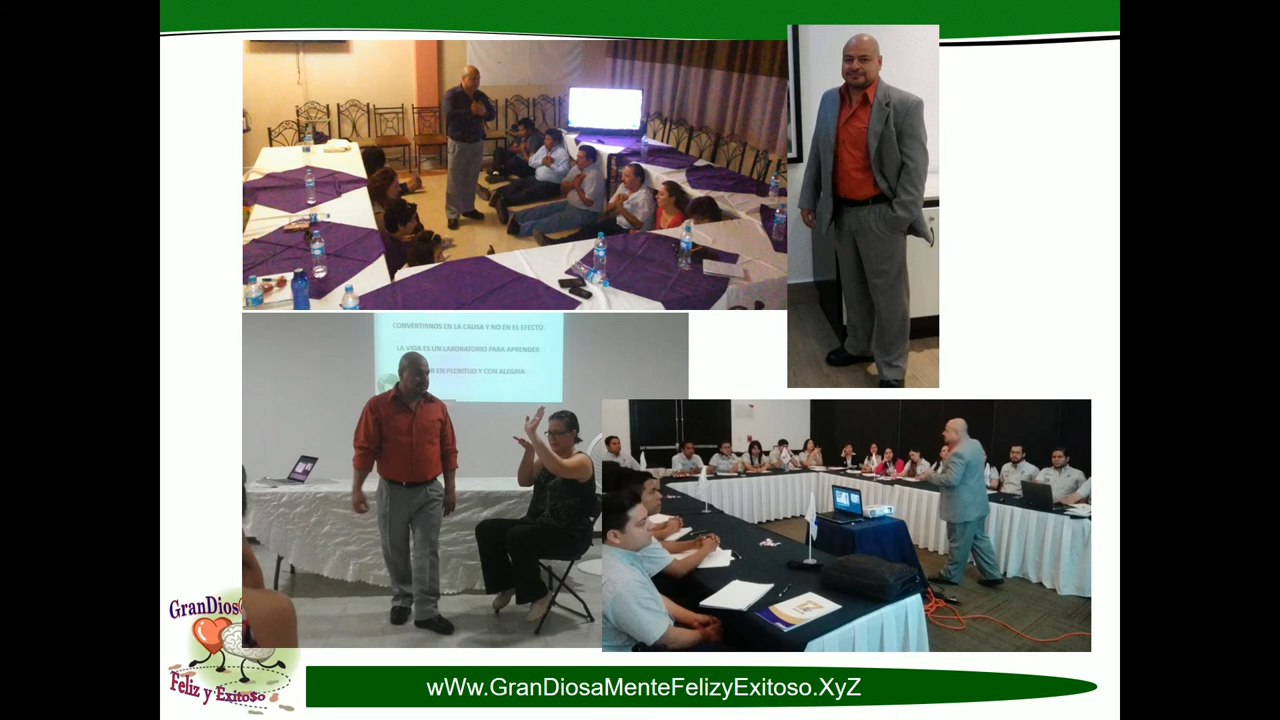 CONVERTIRNOS EN LA CAUSA Y NO EN EL EFECTO
LA VIDA ES UN LABORATORIO PARA APRENDER
EN PLENITUD Y CON ALEGRIA
GranDios@
Feliz y Exito$o
wWw.GranDiosaMenteFelizyExitoso.XyZ